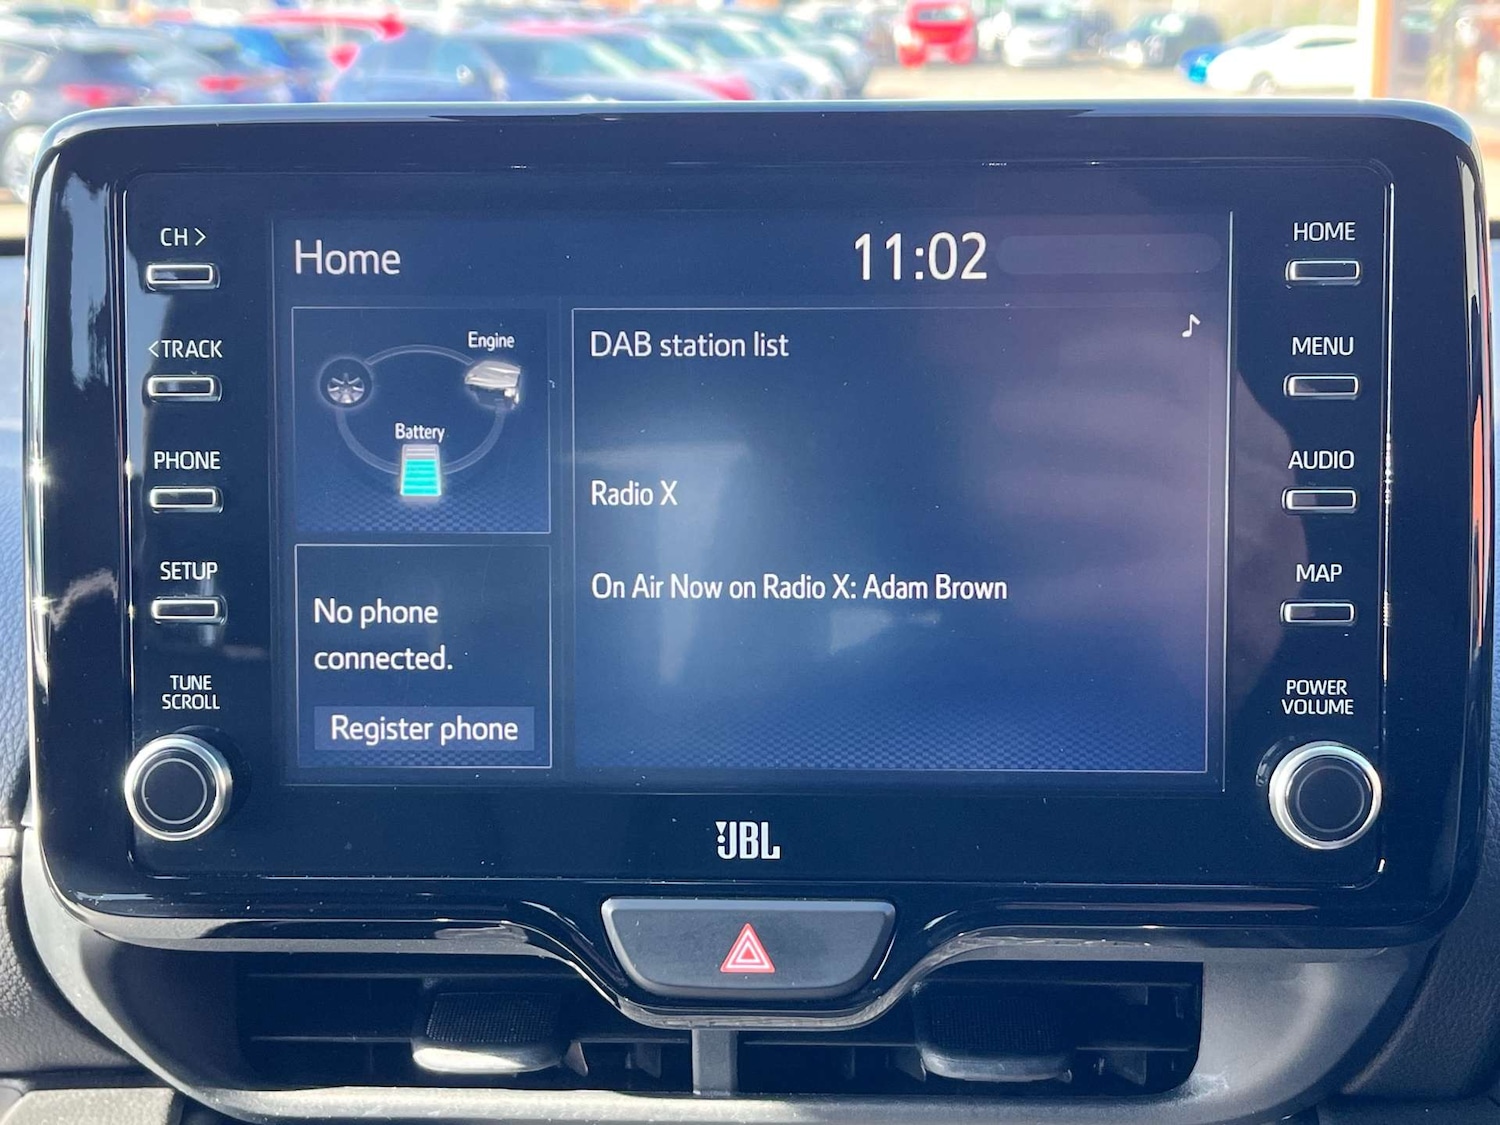 CH >
< TRACK
PHONE
SETUP
TUNE
SCROLL
Home
11:02
Engine
Battery
No phone
connected.
Register phone
DAB station list
Radio X
On Air Now on Radio X: Adam Brown
HOME
MENU
AUDIO
MAP
POWER
VOLUME
JBL